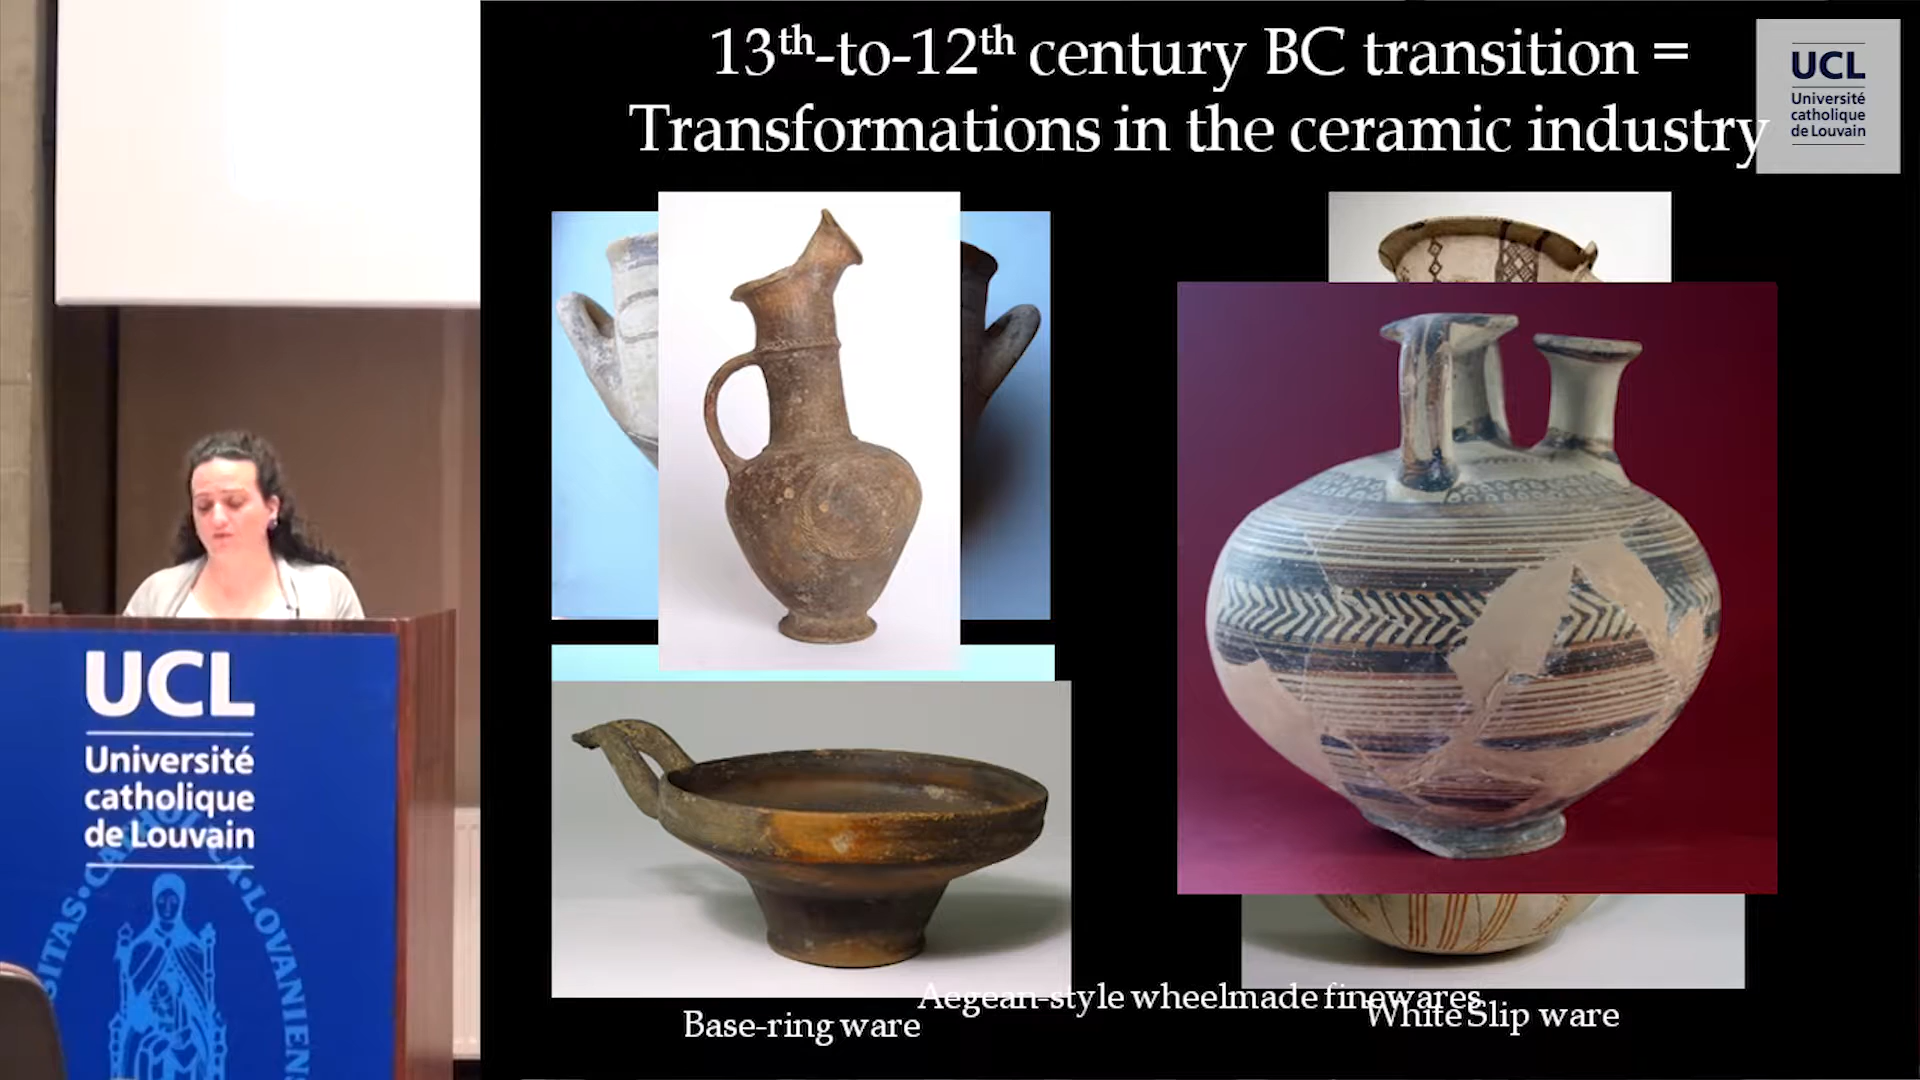 13th-to-12th century BC transition =
Transformations in the ceramic industry
UCL
Université
catholique
de Louvain
Aegean-style wheelmade finewares
Base-ring ware
White Slip ware
UCL
Université
catholique
de Louvain
LOVANIEN